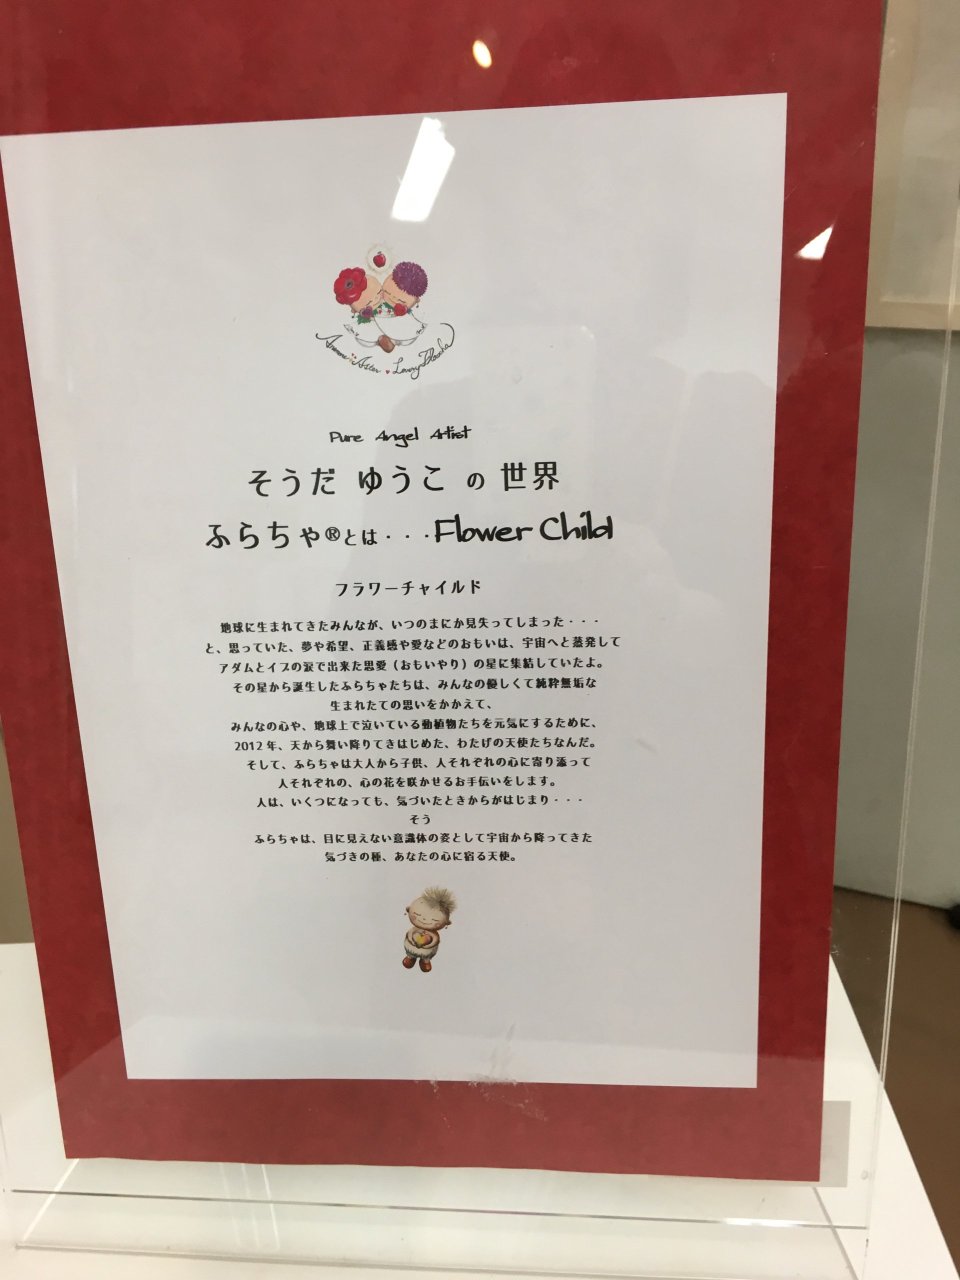 Anemone Aster Lovey
Pure Angel Artist
そうだ ゆうこ の 世界
ふらちゃ®とは・・・Flower Child
フラワーチャイルド
地球に生まれてきたみんなが、いつのまにか見失ってしまった・・・
と、思っていた、夢や希望、正義感や愛などのおもいは、宇宙へと蒸発して
アダムとイブの涙で出来た思愛（おもいやり）の星に集結していたよ。
その星から誕生したふらちゃたちは、みんなの優しくて純粋無垢な
生まれたての思いをかかえて、
みんなの心や、地球上で泣いている動植物たちを元気にするために、
2012 年、天から舞い降りてきはじめた、わたげの天使たちなんだ。
そして、ふらちゃは大人から子供、人それぞれの心に寄り添って
人それぞれの、心の花を咲かせるお手伝いをします。
人は、いくつになっても、気づいたときからがはじまり・・・
そう
ふらちゃは、目に見えない意識体の姿として宇宙から降ってきた
気づきの種、あなたの心に宿る天使。